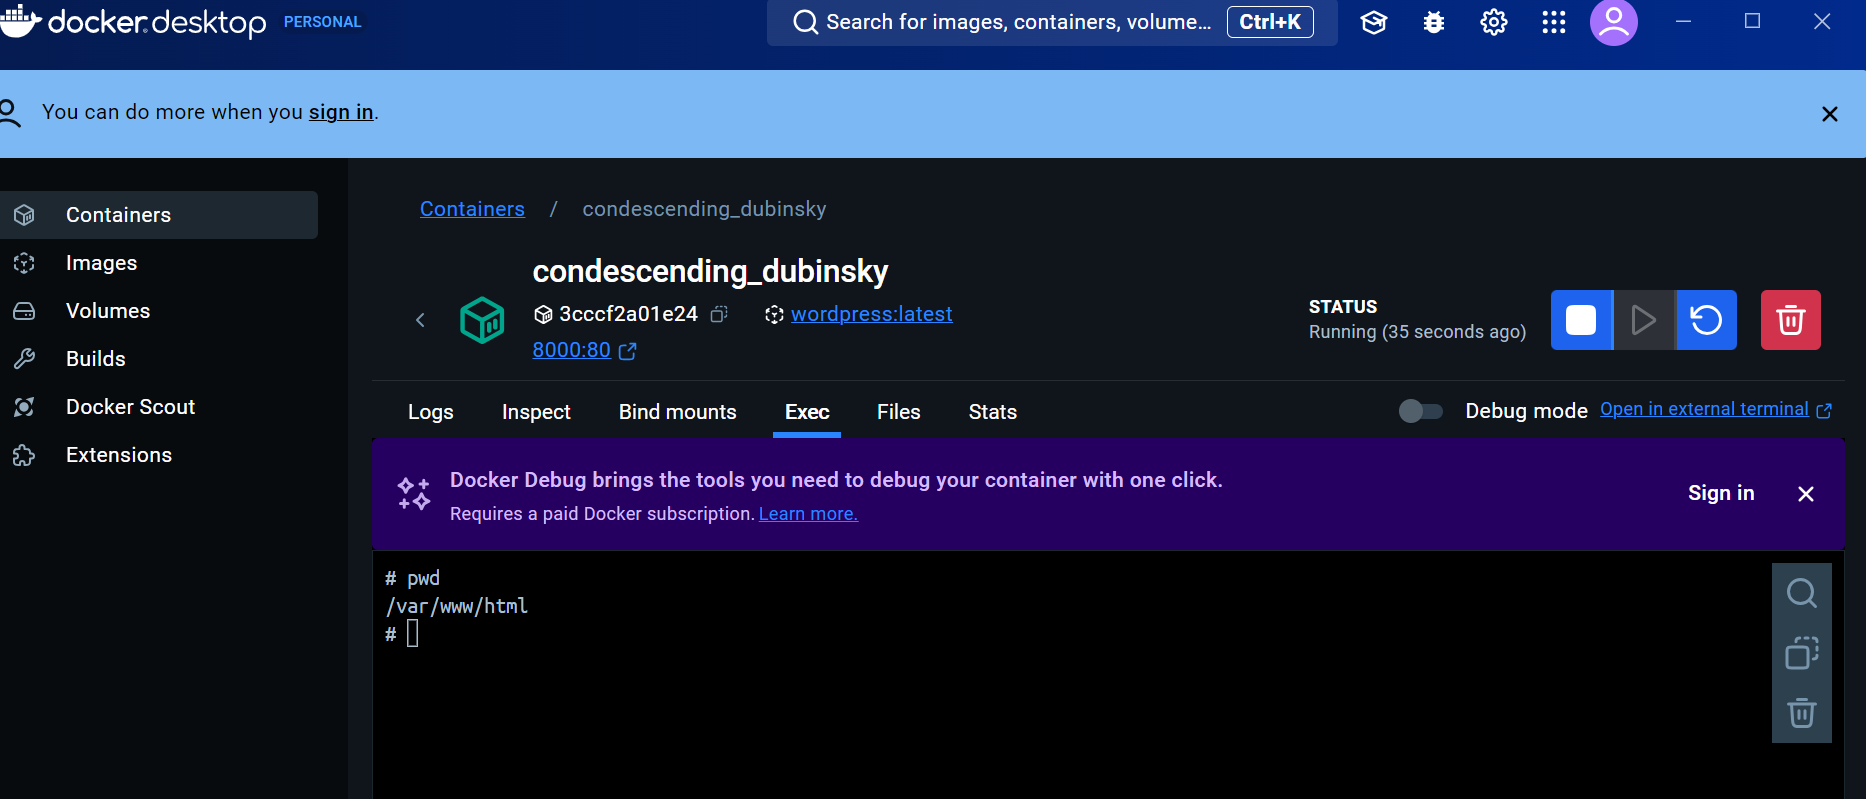 docker desktop PERSONAL
Search for images, containers, volume... Ctrl+K
You can do more when you sign in.
Containers
Images
Volumes
Builds
Docker Scout
Extensions
Containers / condescending_dubinsky
condescending_dubinsky
3cccf2a01e24 wordpress:latest
8000:80
STATUS
Running (35 seconds ago)
Logs Inspect Bind mounts Exec Files Stats
Debug mode Open in external terminal
Docker Debug brings the tools you need to debug your container with one click.
Requires a paid Docker subscription. Learn more.
Sign in
# pwd
/var/www/html
#